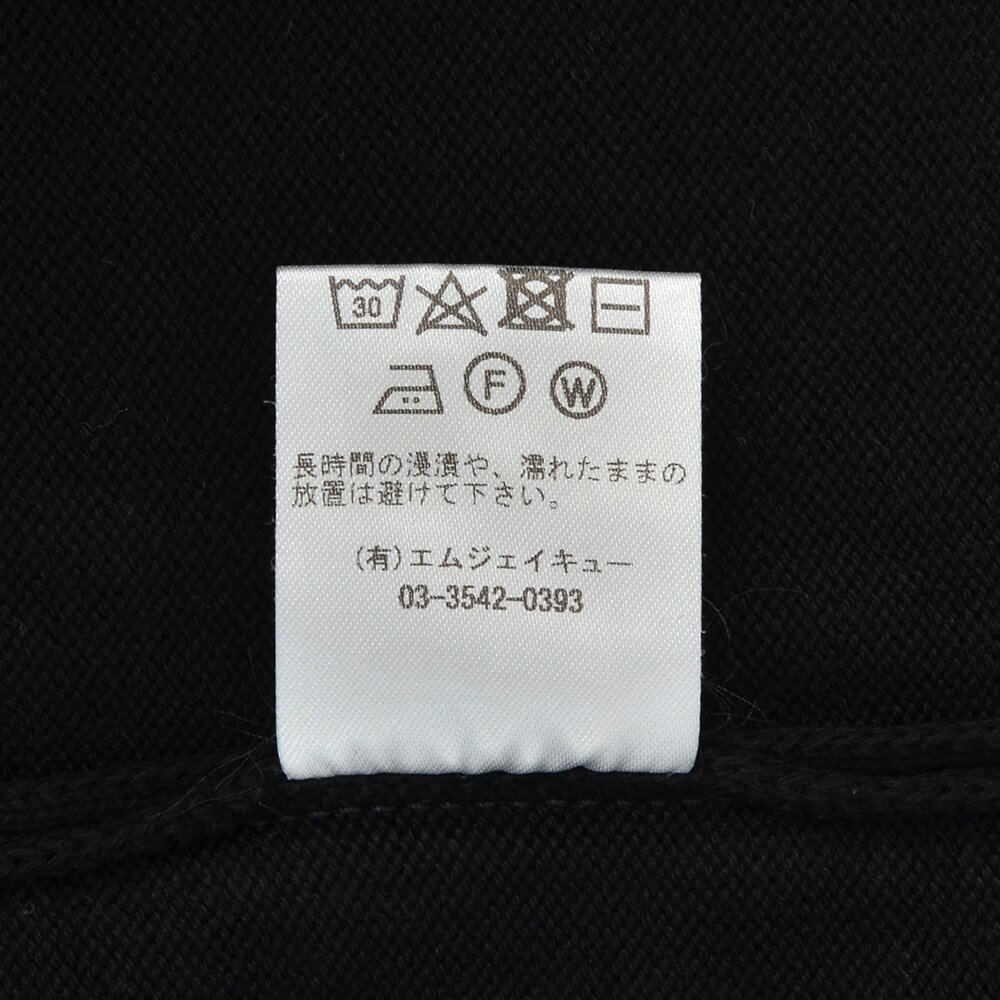 30
F W
長時間の浸漬や、濡れたままの
放置は避けて下さい。
(有)エムジェイキュー
03-3542-0393